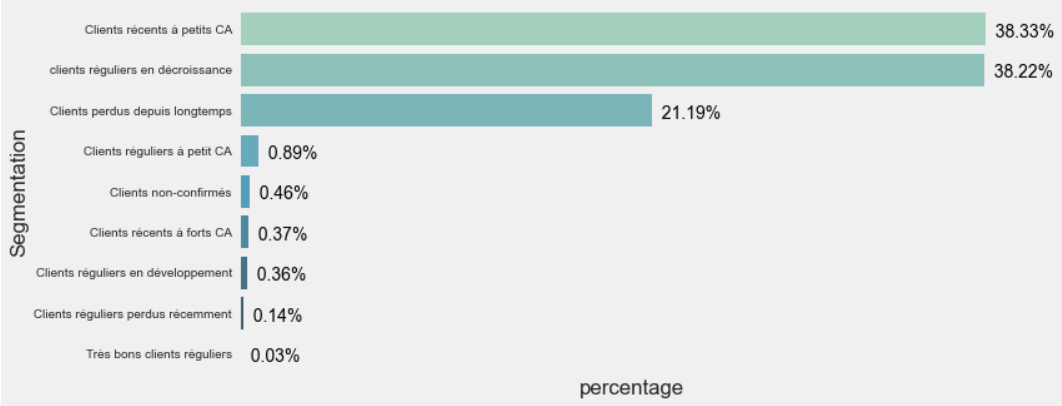 Clients récents à petits CA 38.33%
clients réguliers en décroissance 38.22%
Clients perdus depuis longtemps 21.19%
Clients réguliers à petit CA 0.89%
Clients non-confirmés 0.46%
Clients récents à forts CA 0.37%
Clients réguliers en développement 0.36%
Clients réguliers perdus récemment 0.14%
Très bons clients réguliers 0.03%
Segmentation
percentage